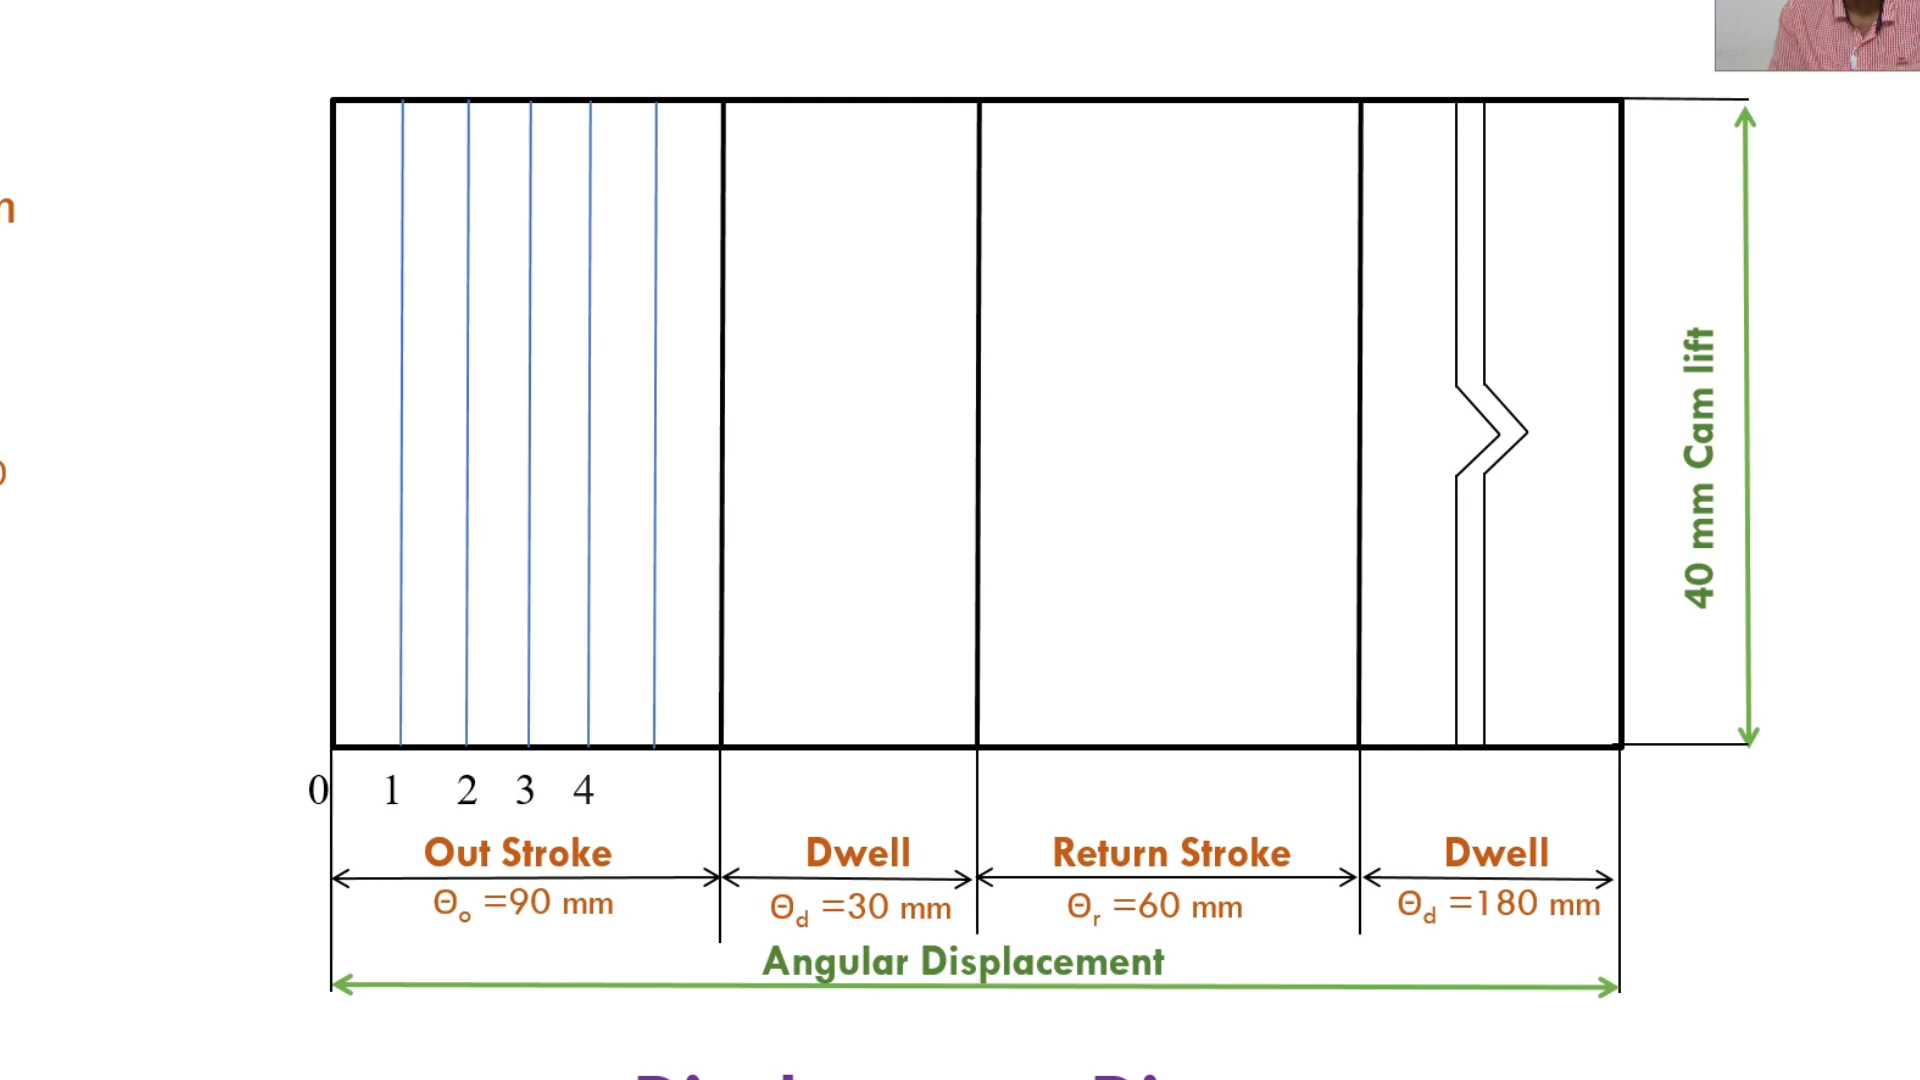 40 mm Cam lift
0 1 2 3 4
Out Stroke Dwell Return Stroke Dwell
Θo =90 mm Θd =30 mm Θr =60 mm Θd =180 mm
Angular Displacement